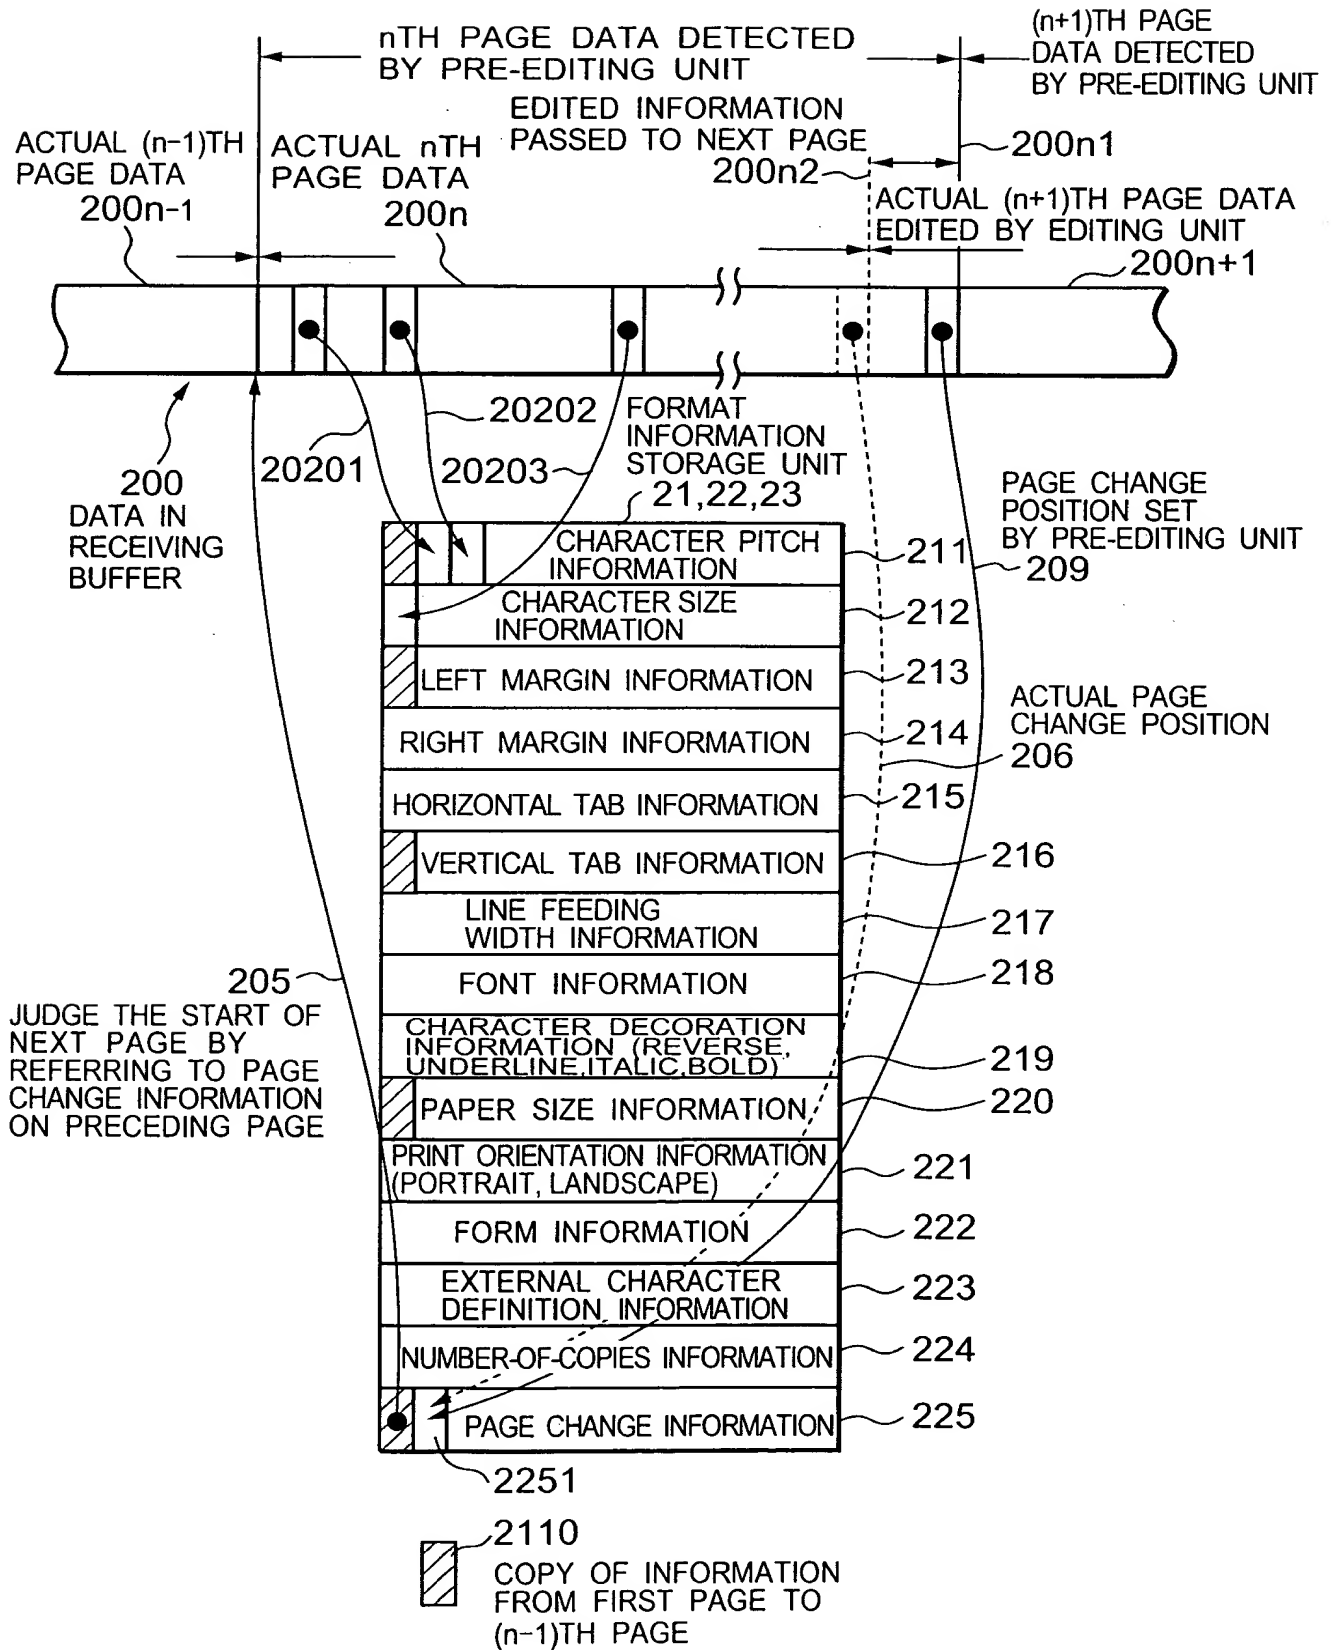 nTH PAGE DATA DETECTED
BY PRE-EDITING UNIT
(n+1)TH PAGE
DATA DETECTED
BY PRE-EDITING UNIT
EDITED INFORMATION
PASSED TO NEXT PAGE
200n2
200n1
ACTUAL (n-1)TH
PAGE DATA
200n-1
ACTUAL nTH
PAGE DATA
200n
ACTUAL (n+1)TH PAGE DATA
EDITED BY EDITING UNIT
200n+1
200
DATA IN
RECEIVING
BUFFER
20201
20202
20203
FORMAT
INFORMATION
STORAGE UNIT
21,22,23
PAGE CHANGE
POSITION SET
BY PRE-EDITING UNIT
209
CHARACTER PITCH
INFORMATION
211
CHARACTER SIZE
INFORMATION
212
LEFT MARGIN INFORMATION
213
RIGHT MARGIN INFORMATION
214
ACTUAL PAGE
CHANGE POSITION
206
HORIZONTAL TAB INFORMATION
215
VERTICAL TAB INFORMATION
216
LINE FEEDING
WIDTH INFORMATION
217
FONT INFORMATION
218
205
JUDGE THE START OF
NEXT PAGE BY
REFERRING TO PAGE
CHANGE INFORMATION
ON PRECEDING PAGE
CHARACTER DECORATION
INFORMATION (REVERSE,
UNDERLINE,ITALIC,BOLD)
219
PAPER SIZE INFORMATION
220
PRINT ORIENTATION INFORMATION
(PORTRAIT, LANDSCAPE)
221
FORM INFORMATION
222
EXTERNAL CHARACTER
DEFINITION INFORMATION
223
NUMBER-OF-COPIES INFORMATION
224
PAGE CHANGE INFORMATION
225
2251
2110
COPY OF INFORMATION
FROM FIRST PAGE TO
(n-1)TH PAGE